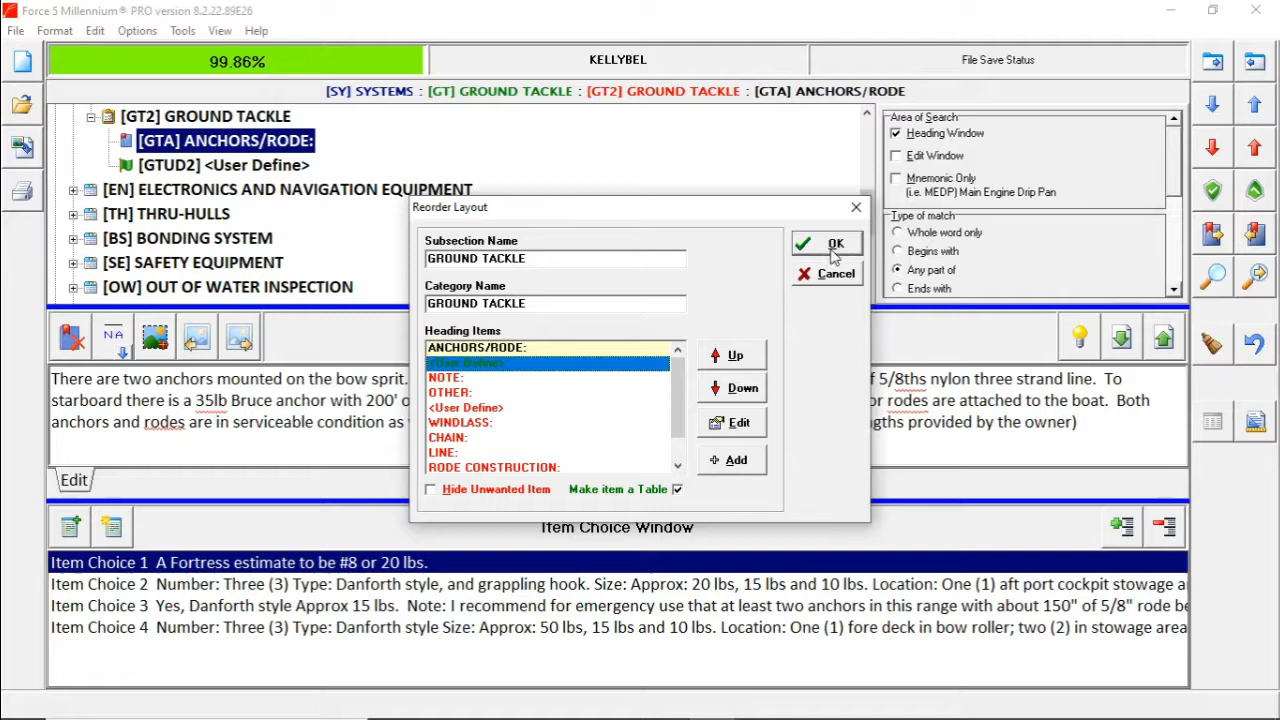 Force 5 Millennium® PRO version 8.2.22.89E26
File Format Edit Options Tools View Help
99.86%
KELLYBEL
File Save Status
[SY] SYSTEMS : [GT] GROUND TACKLE : [GT2] GROUND TACKLE : [GTA] ANCHORS/RODE
[GT2] GROUND TACKLE
[GTA] ANCHORS/RODE:
[GTUD2] <User Define>
[EN] ELECTRONICS AND NAVIGATION EQUIPMENT
[TH] THRU-HULLS
[BS] BONDING SYSTEM
[SE] SAFETY EQUIPMENT
[OW] OUT OF WATER INSPECTION
Area of Search
Heading Window
Edit Window
Mnemonic Only
(i.e. MEDP) Main Engine Drip Pan
Type of match
Whole word only
Begins with
Any part of
Ends with
Reorder Layout
Subsection Name
GROUND TACKLE
Category Name
GROUND TACKLE
Heading Items
ANCHORS/RODE:
<User Define>
NOTE:
OTHER:
<User Define>
WINDLASS:
CHAIN:
LINE:
RODE CONSTRUCTION:
Hide Unwanted Item
Make item a Table
OK
Cancel
Up
Down
Edit
Add
NA
There are two anchors mounted on the bow sprit. of 5/8ths nylon three strand line. To
starboard there is a 35lb Bruce anchor with 200' or rodes are attached to the boat. Both
anchors and rodes are in serviceable condition as provided by the owner)
Edit
Item Choice Window
Item Choice 1 A Fortress estimate to be #8 or 20 lbs.
Item Choice 2 Number: Three (3) Type: Danforth style, and grappling hook. Size: Approx: 20 lbs, 15 lbs and 10 lbs. Location: One (1) aft port cockpit stowage
Item Choice 3 Yes, Danforth style Approx 15 lbs. Note: I recommend for emergency use that at least two anchors in this range with about 150" of 5/8" rode be
Item Choice 4 Number: Three (3) Type: Danforth style Size: Approx: 50 lbs, 15 lbs and 10 lbs. Location: One (1) fore deck in bow roller; two (2) in stowage area